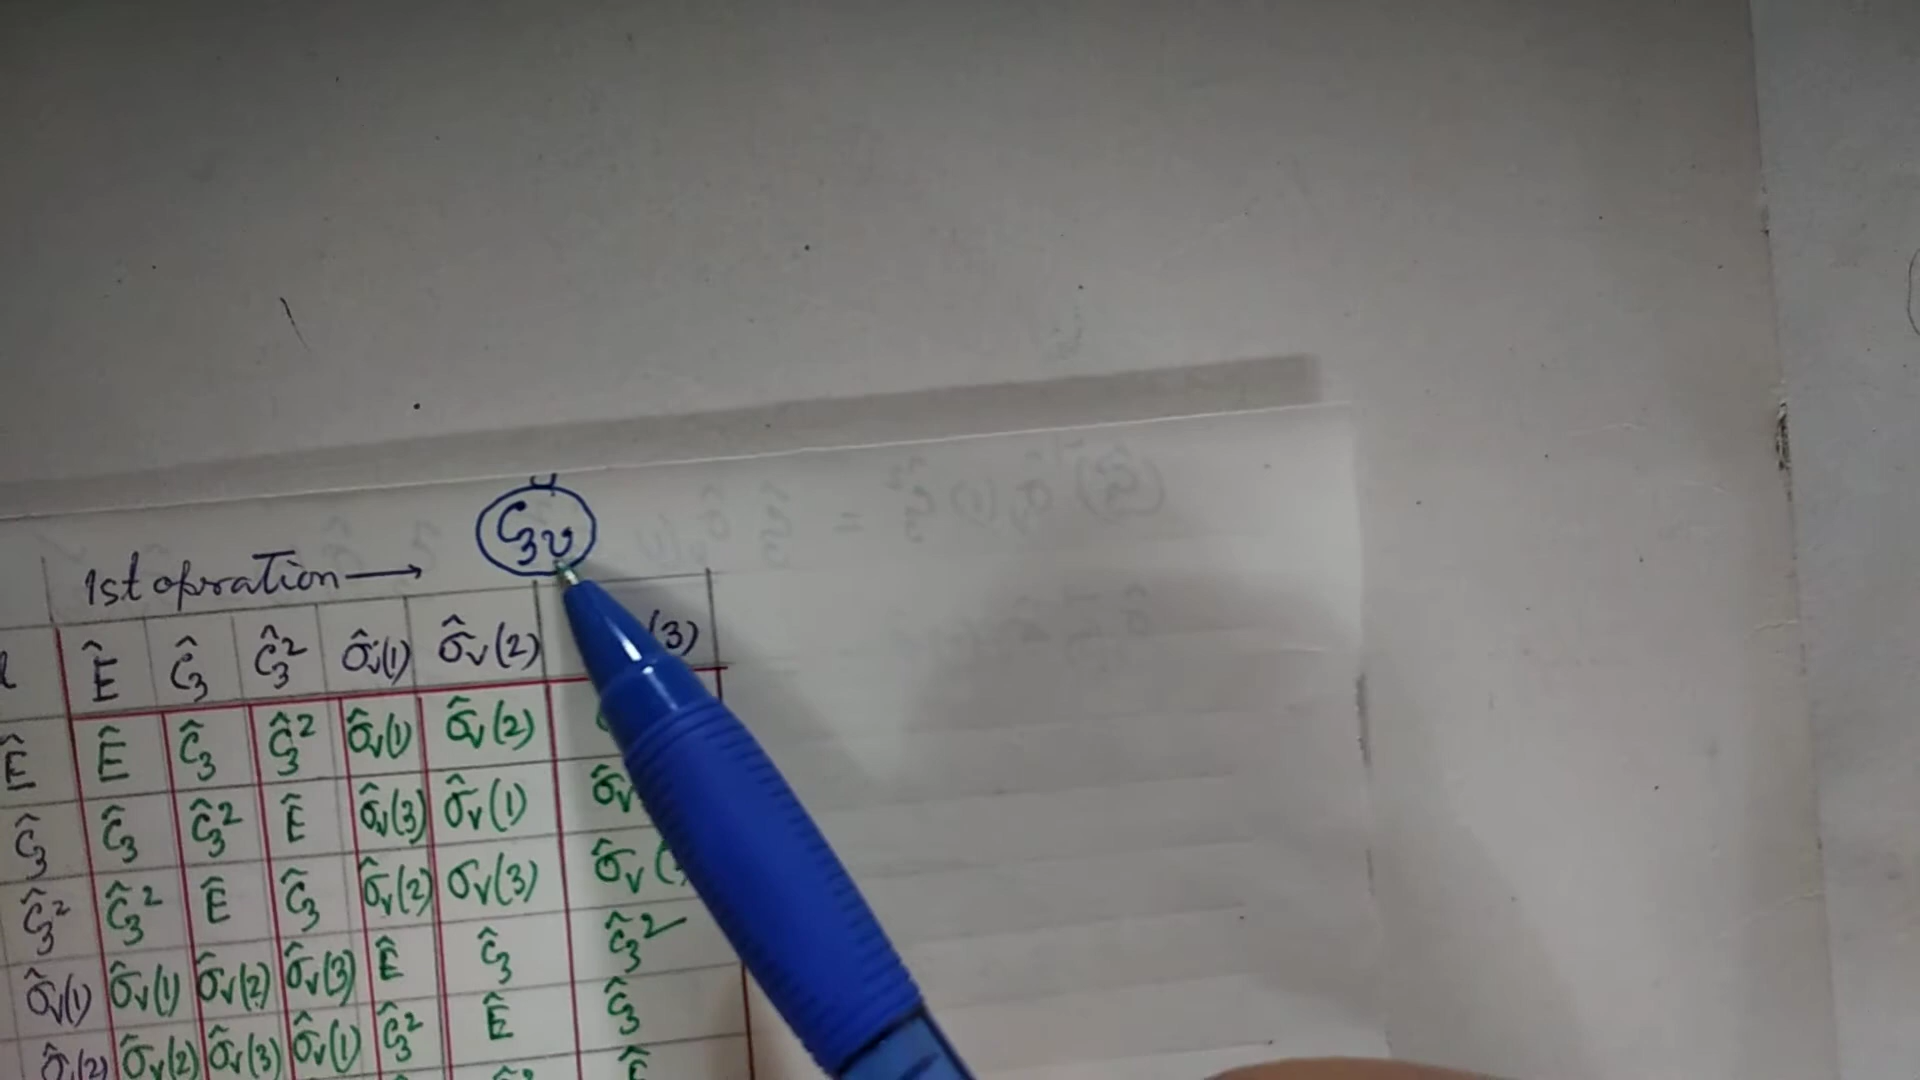 C3v
1st opration →
Ê Ĉ3 Ĉ3² σ̂v(1) σ̂v(2) (3)
Ê Ê Ĉ3 Ĉ3² σ̂v(1) σ̂v(2)
Ĉ3 Ĉ3 Ĉ3² Ê σ̂v(3) σ̂v(1) σ̂v
Ĉ3² Ĉ3² Ê Ĉ3 σ̂v(2) σv(3) σ̂v(
σ̂v(1) σ̂v(1) σ̂v(2) σ̂v(3) Ê Ĉ3 Ĉ3²
σ̂v(2) σ̂v(2) σ̂v(3) σ̂v(1) Ĉ3² Ê Ĉ3
Ê